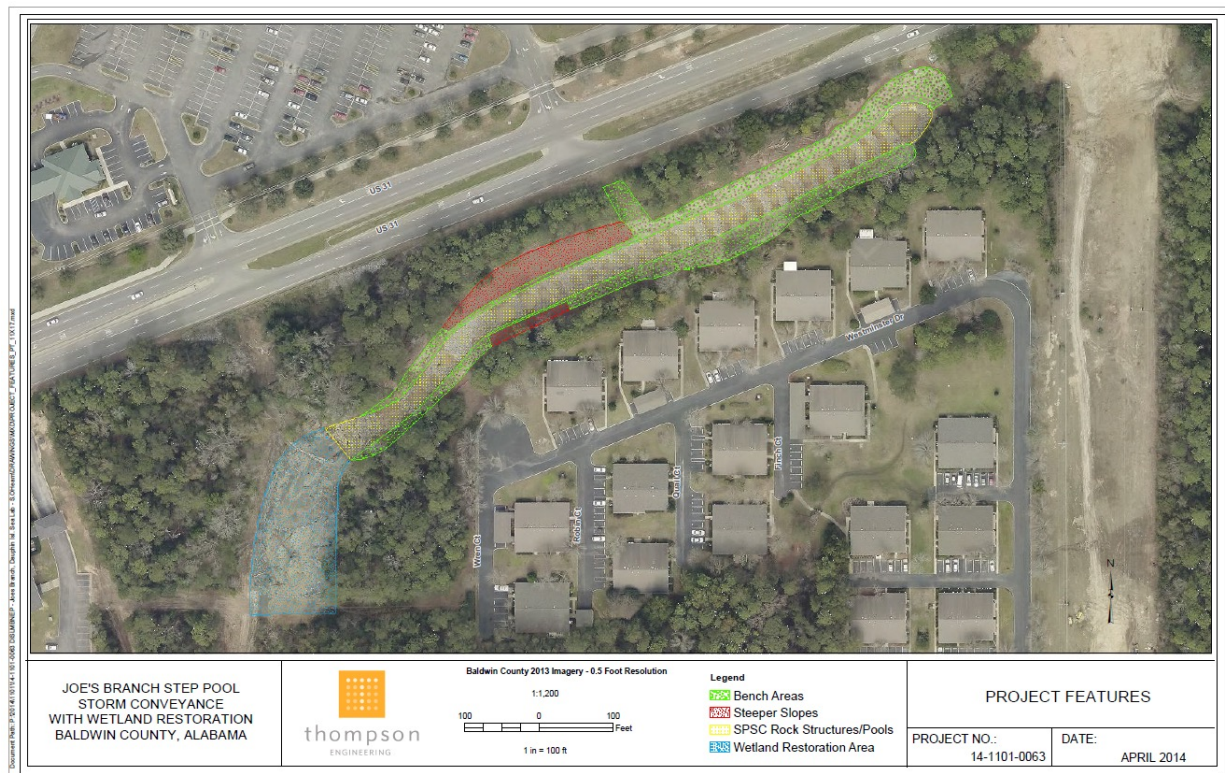 US 31
US 31
Westminster Dr
Finch Ct
Quail Ct
Robin Ct
Wren Ct
N
JOE'S BRANCH STEP POOL
STORM CONVEYANCE
WITH WETLAND RESTORATION
BALDWIN COUNTY, ALABAMA
thompson
ENGINEERING
Baldwin County 2013 Imagery - 0.5 Foot Resolution
1:1,200
100 0 100
Feet
1 in = 100 ft
Legend
Bench Areas
Steeper Slopes
SPSC Rock Structures/Pools
Wetland Restoration Area
PROJECT FEATURES
PROJECT NO.:
14-1101-0063
DATE:
APRIL 2014